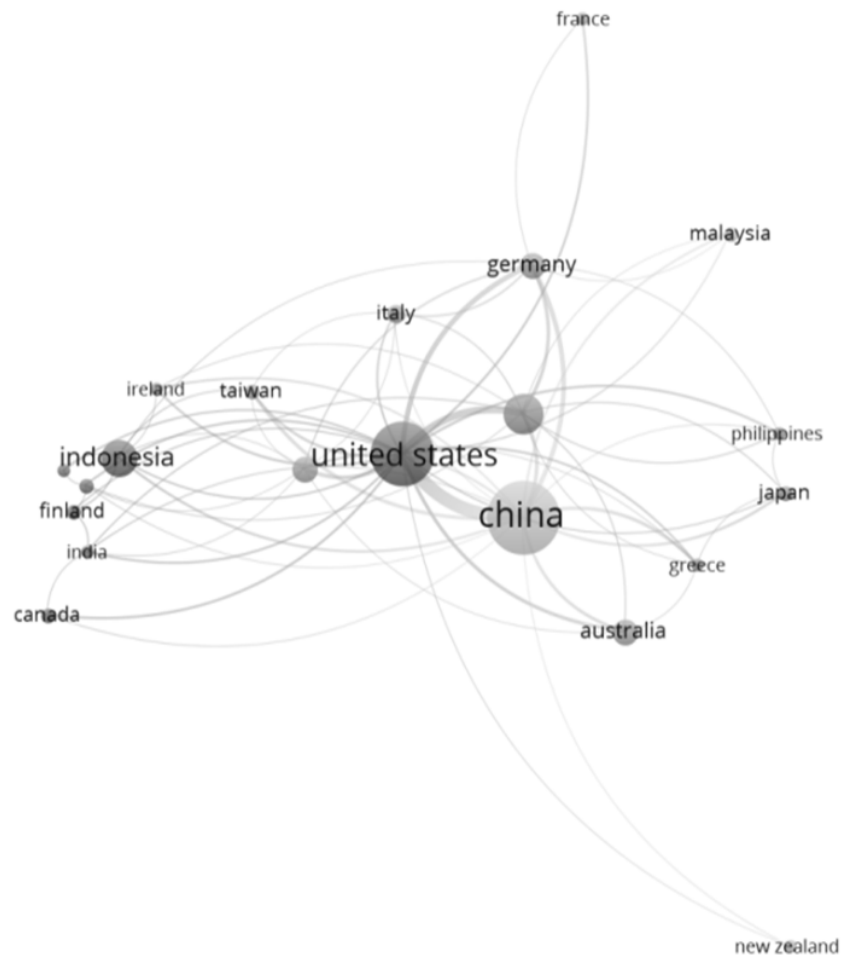 france
malaysia
germany
italy
ireland
taiwan
philippines
indonesia
united states
japan
finland
china
india
greece
canada
australia
new zealand